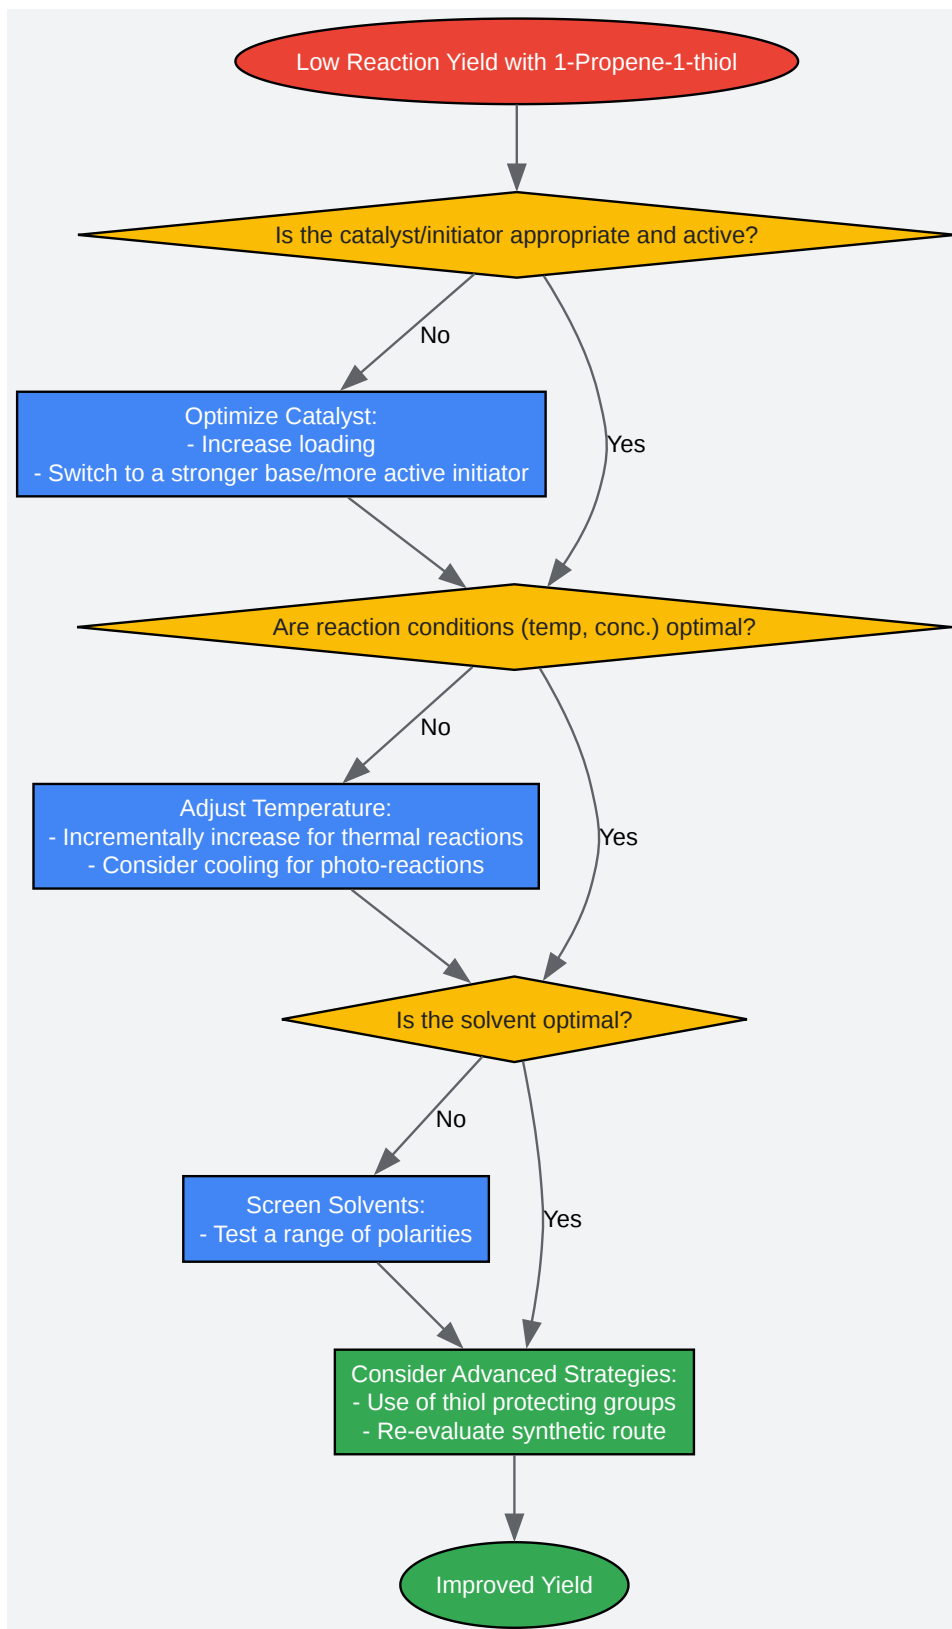 Low Reaction Yield with 1-Propene-1-thiol
Is the catalyst/initiator appropriate and active?
No
Optimize Catalyst:
- Increase loading
- Switch to a stronger base/more active initiator
Yes
Are reaction conditions (temp, conc.) optimal?
No
Adjust Temperature:
- Incrementally increase for thermal reactions
- Consider cooling for photo-reactions
Yes
Is the solvent optimal?
No
Screen Solvents:
- Test a range of polarities
Yes
Consider Advanced Strategies:
- Use of thiol protecting groups
- Re-evaluate synthetic route
Improved Yield